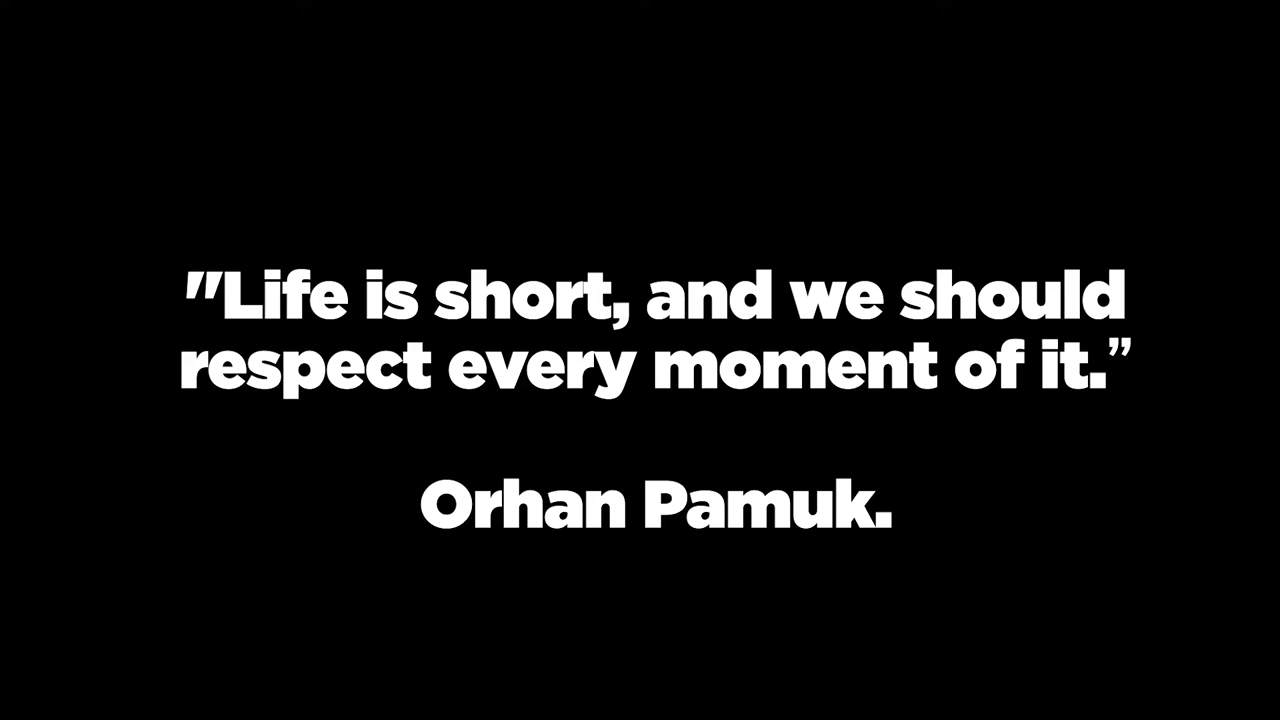 "Life is short, and we should
respect every moment of it.”
Orhan Pamuk.